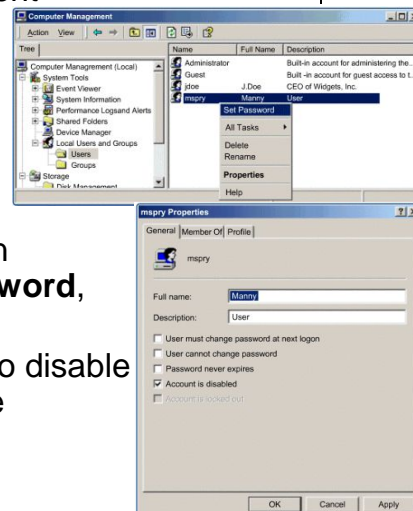 Computer Management
Action View
Tree
Name Full Name Description
Computer Management (Local)
System Tools
Event Viewer
System Information
Performance Logsand Alerts
Shared Folders
Device Manager
Local Users and Groups
Users
Groups
Storage
Disk Management
Administrator Built-in account for administering the..
Guest Built -in account for guest access to t..
jdoe J.Doe CEO of Widgets, Inc.
mspry Manny User
Set Password
All Tasks
Delete
Rename
Properties
Help
word,
o disable
mspry Properties
General Member Of Profile
mspry
Full name: Manny
Description: User
User must change password at next logon
User cannot change password
Password never expires
Account is disabled
Account is locked out
OK Cancel Apply